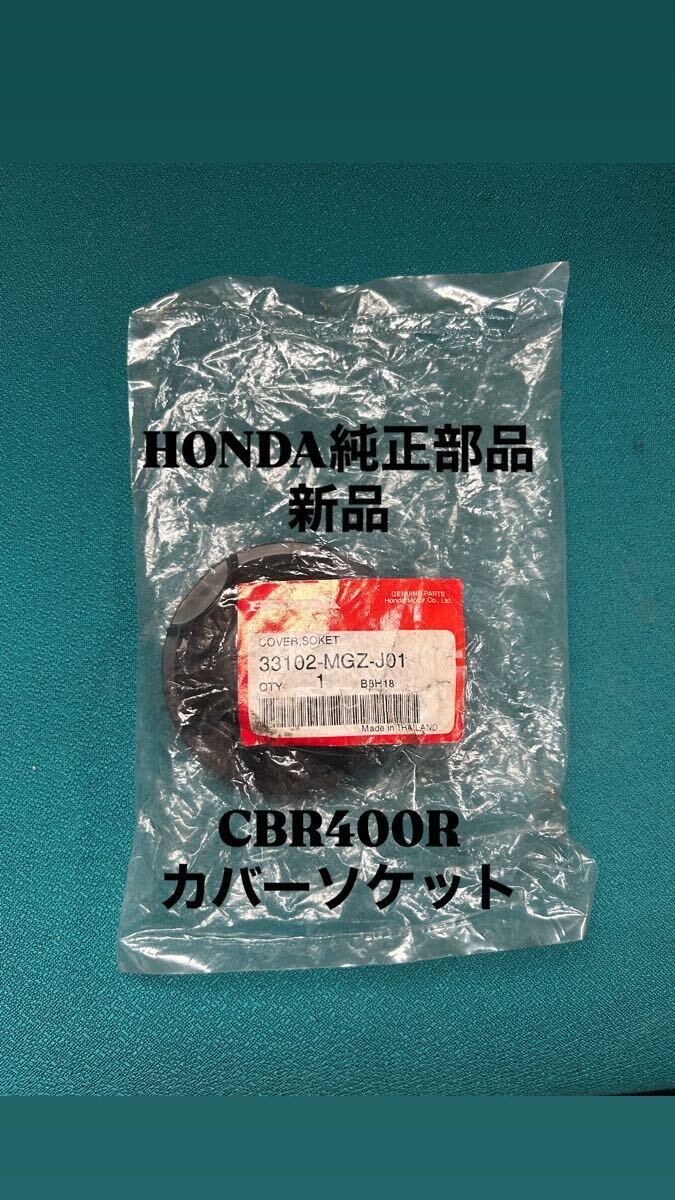 HONDA純正部品
新品
GENUINE PARTS
Honda Motor Co., Ltd.
COVER,SOKET
33102-MGZ-J01
QTY 1 B8H18
Made in THAILAND
CBR400R
カバーソケット